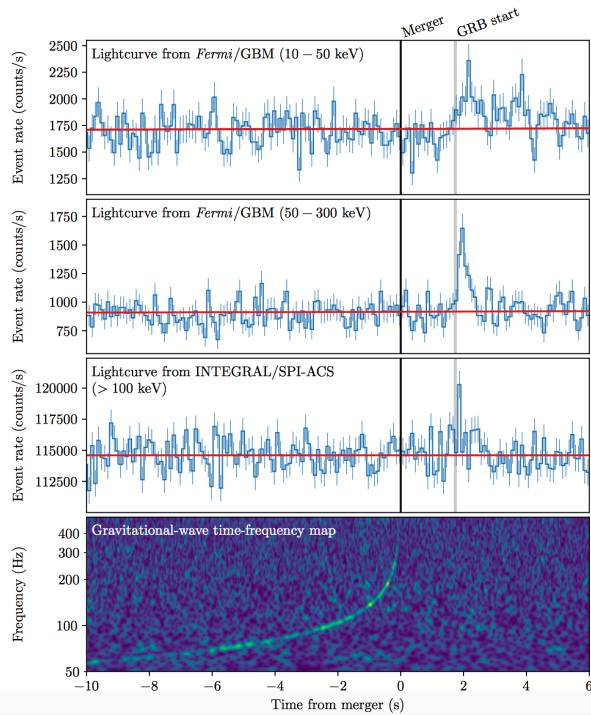 Merger
GRB start
Lightcurve from Fermi/GBM (10 − 50 keV)
Event rate (counts/s)
2500
2250
2000
1750
1500
1250
Lightcurve from Fermi/GBM (50 − 300 keV)
Event rate (counts/s)
1750
1500
1250
1000
750
Lightcurve from INTEGRAL/SPI-ACS
(> 100 keV)
Event rate (counts/s)
120000
117500
115000
112500
Gravitational-wave time-frequency map
Frequency (Hz)
400
300
200
100
50
−10 −8 −6 −4 −2 0 2 4 6
Time from merger (s)